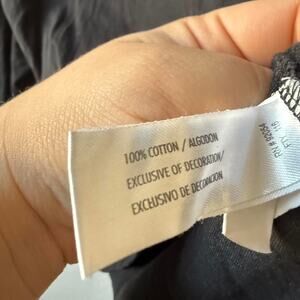 100% COTTON / ALGODON
EXCLUSIVE OF DECORATION/
EXCLUSIVO DE DECORACION